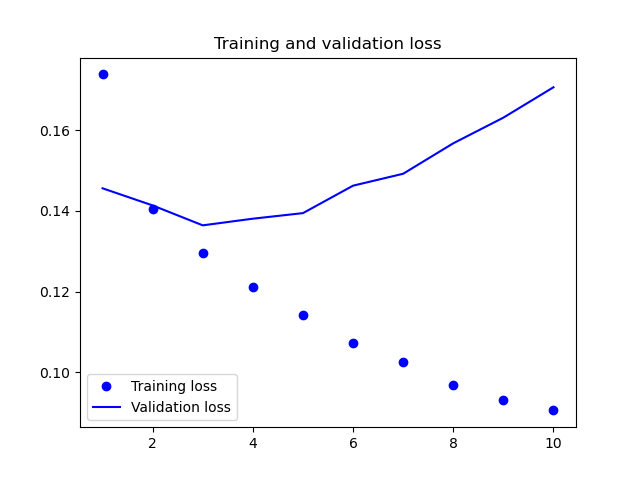 Training and validation loss
0.16
0.14
0.12
0.10
Training loss
Validation loss
2 4 6 8 10